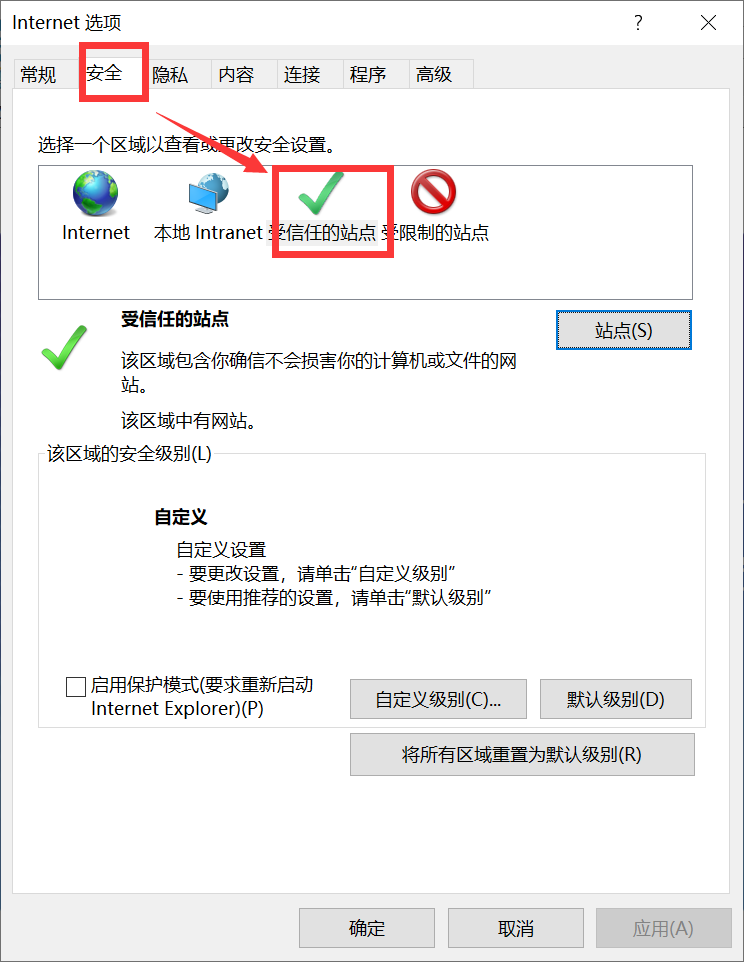 Internet 选项
?
常规 安全 隐私 内容 连接 程序 高级
选择一个区域以查看或更改安全设置。
Internet 本地 Intranet 受信任的站点 受限制的站点
受信任的站点
站点(S)
该区域包含你确信不会损害你的计算机或文件的网
站。
该区域中有网站。
该区域的安全级别(L)
自定义
自定义设置
- 要更改设置，请单击“自定义级别”
- 要使用推荐的设置，请单击“默认级别”
启用保护模式(要求重新启动
Internet Explorer)(P)
自定义级别(C)... 默认级别(D)
将所有区域重置为默认级别(R)
确定 取消 应用(A)